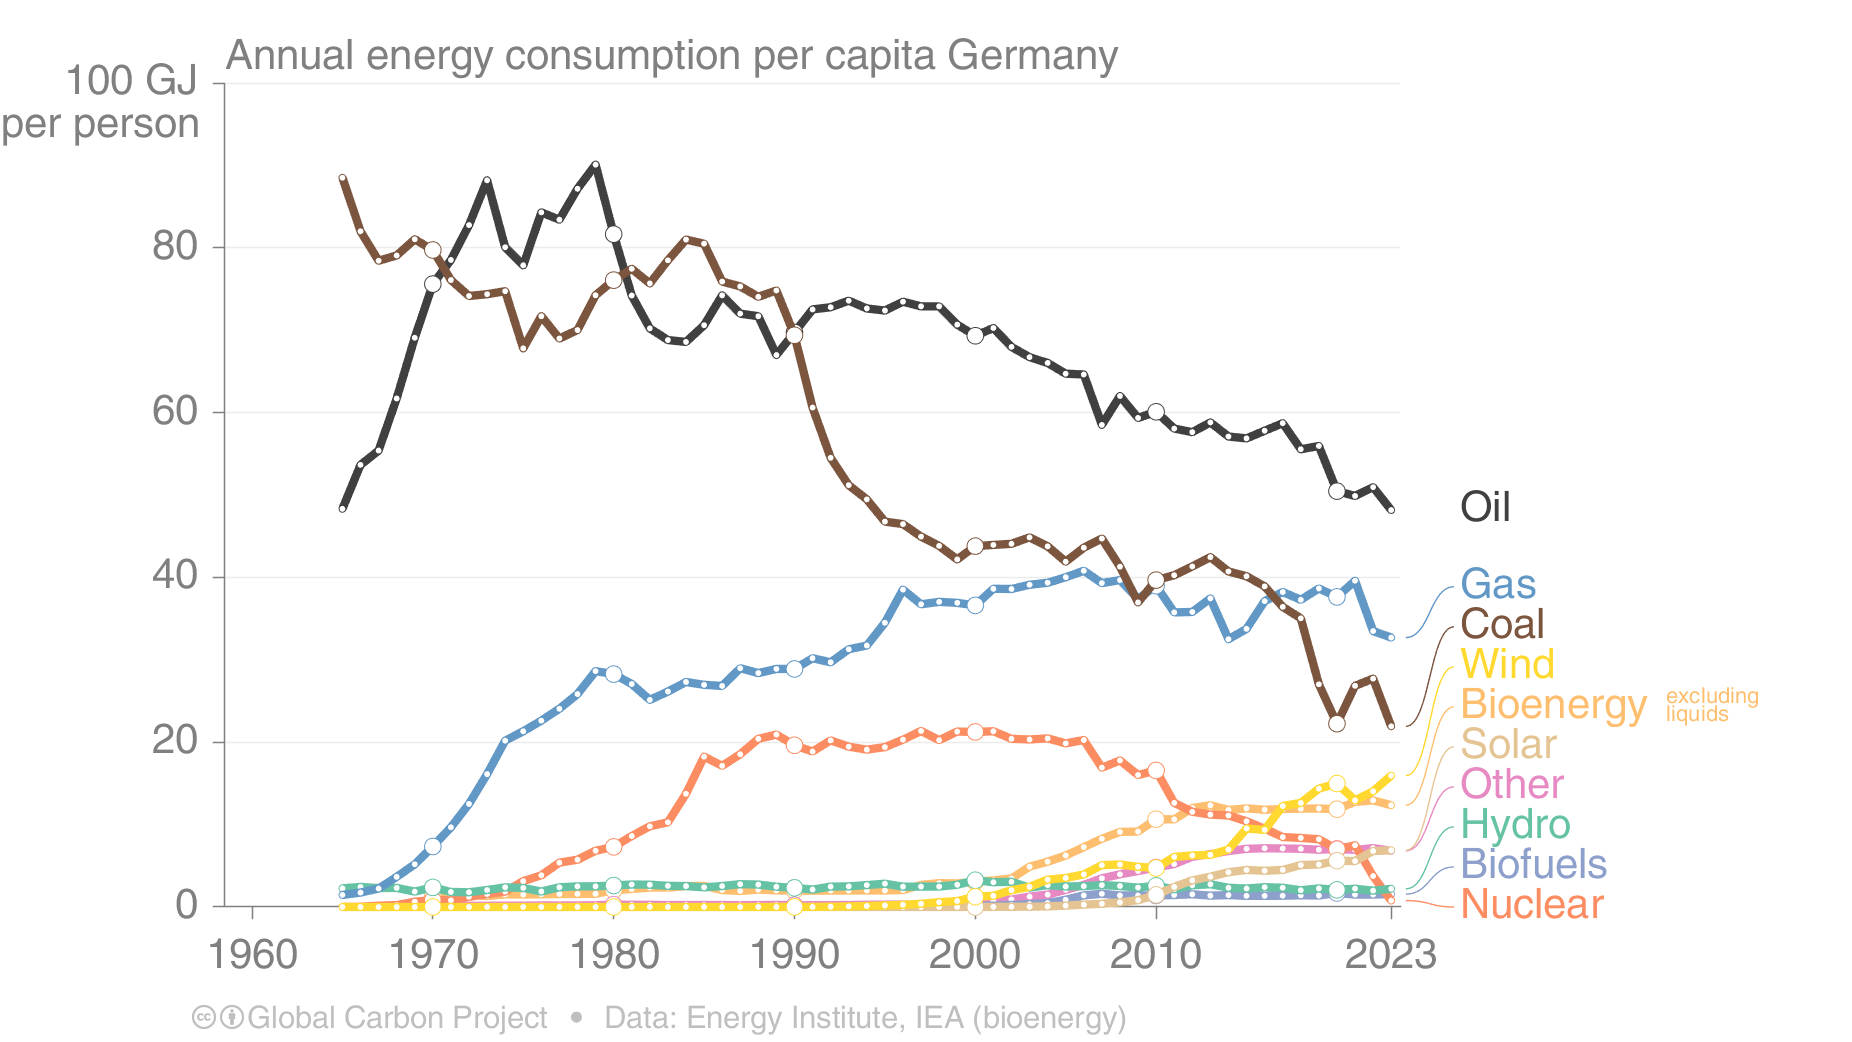 Annual energy consumption per capita Germany
100 GJ
per person
80
60
40
20
0
1960 1970 1980 1990 2000 2010 2023
Oil
Gas
Coal
Wind
Bioenergy excluding
liquids
Solar
Other
Hydro
Biofuels
Nuclear
cc Global Carbon Project • Data: Energy Institute, IEA (bioenergy)